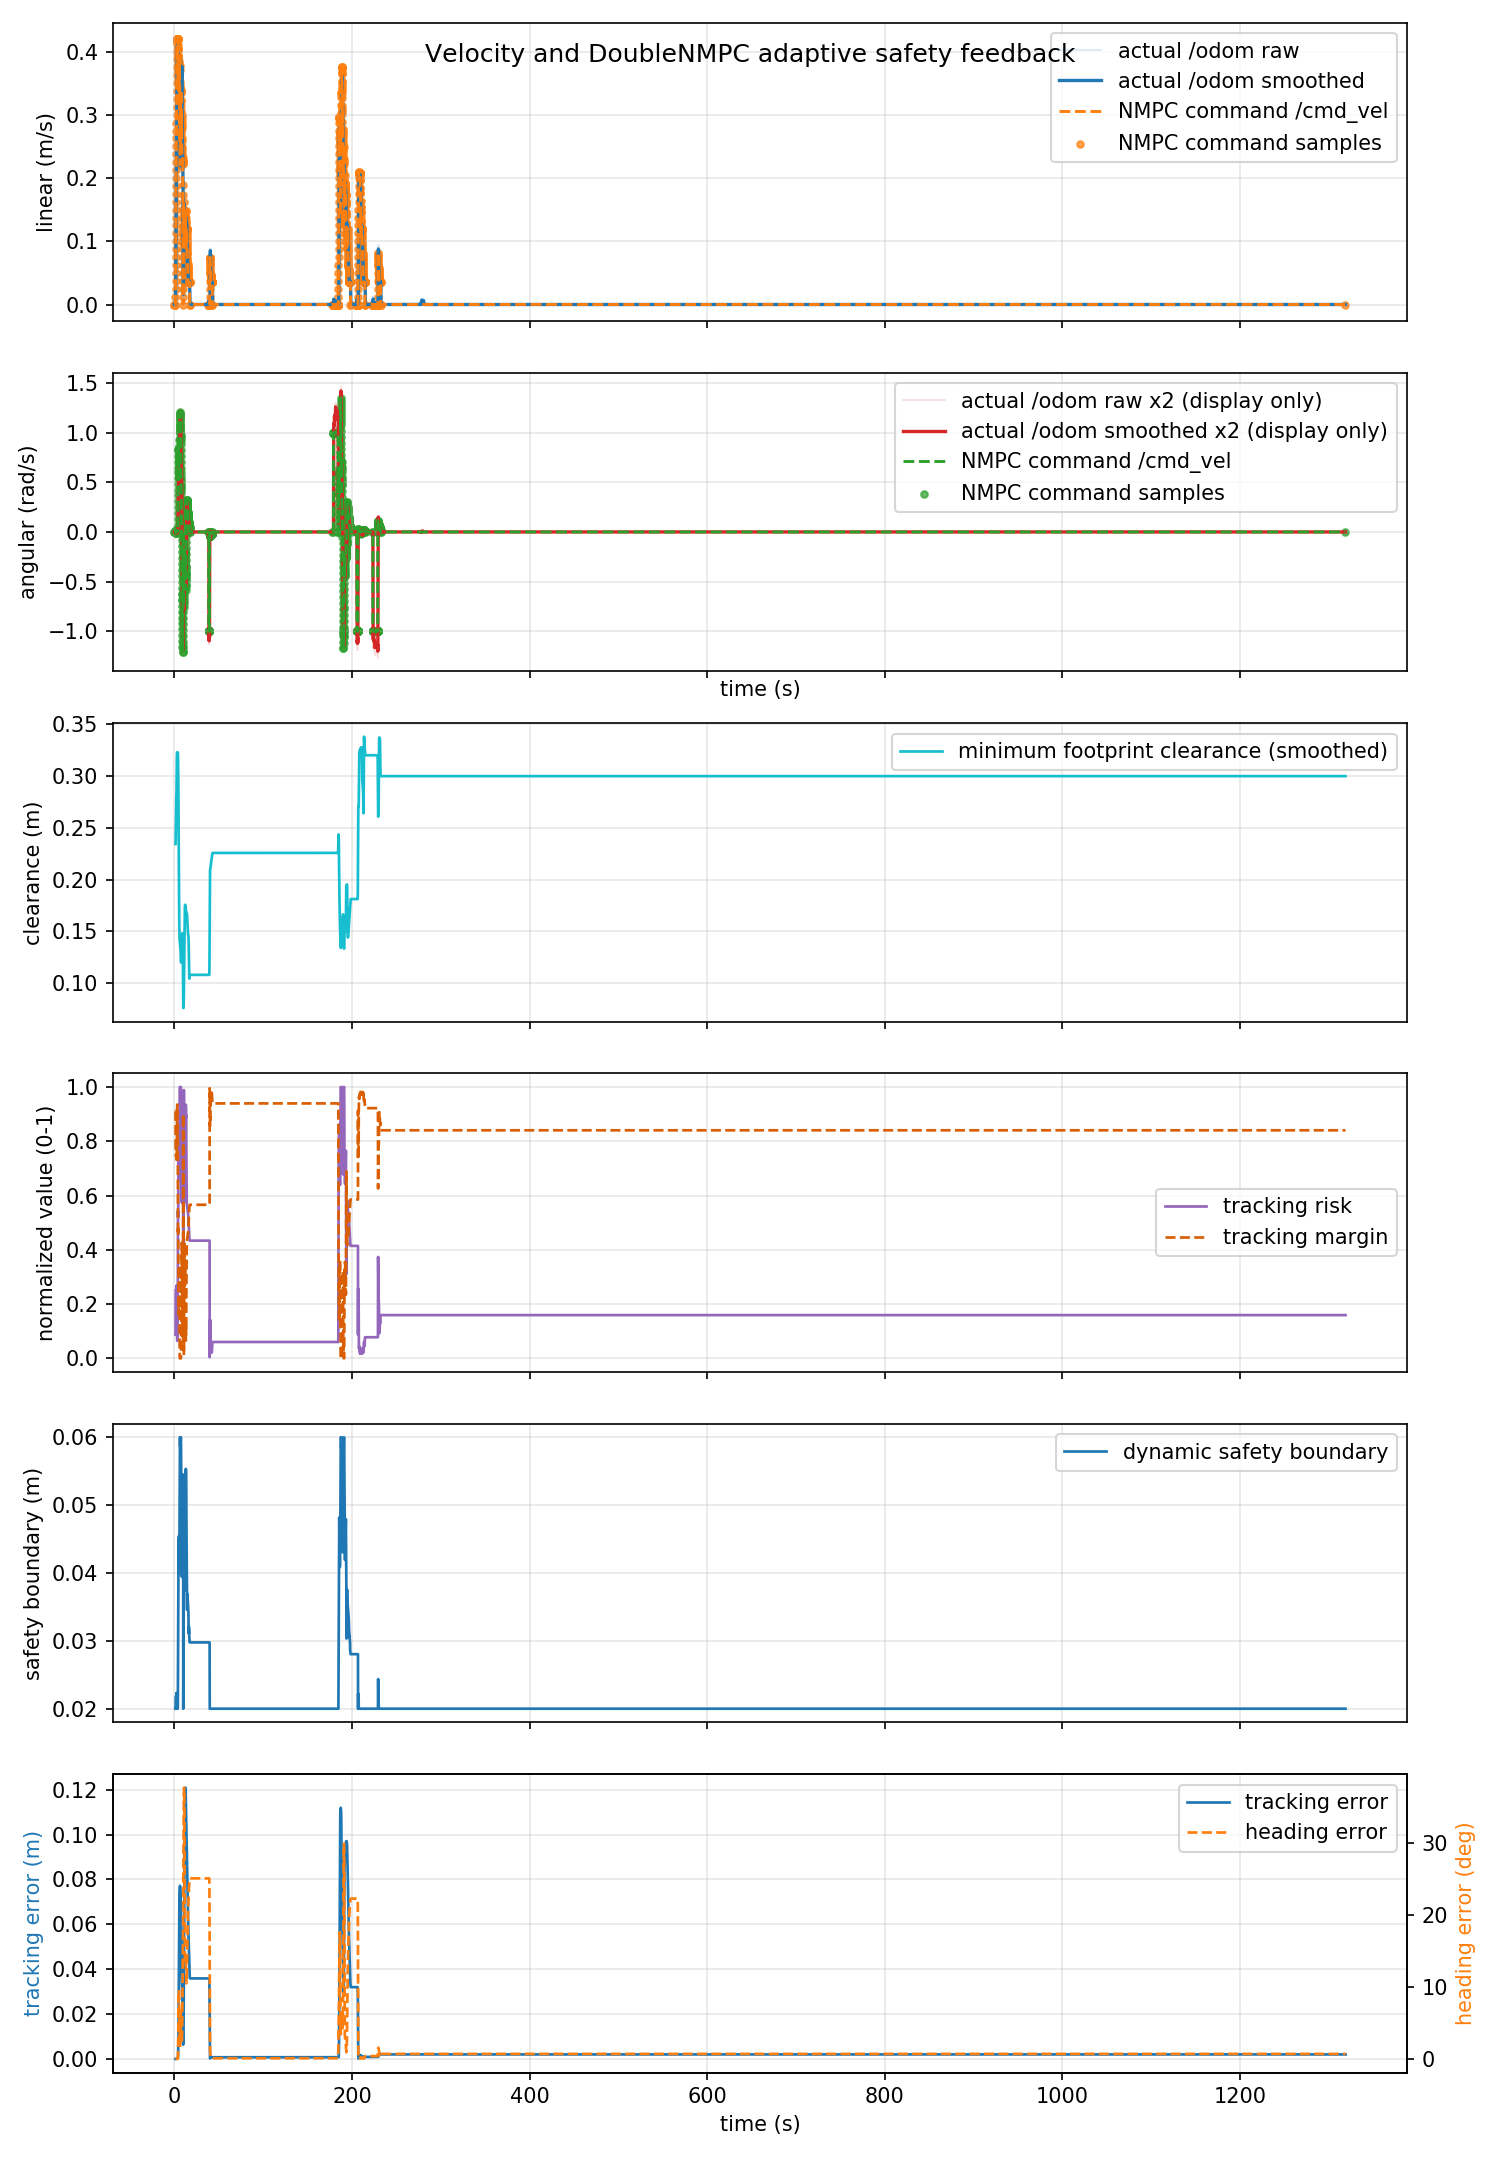 Velocity and DoubleNMPC adaptive safety feedback
linear (m/s)
0.4
0.3
0.2
0.1
0.0
actual /odom raw
actual /odom smoothed
NMPC command /cmd_vel
NMPC command samples
angular (rad/s)
1.5
1.0
0.5
0.0
−0.5
−1.0
actual /odom raw x2 (display only)
actual /odom smoothed x2 (display only)
NMPC command /cmd_vel
NMPC command samples
time (s)
clearance (m)
0.35
0.30
0.25
0.20
0.15
0.10
minimum footprint clearance (smoothed)
normalized value (0-1)
1.0
0.8
0.6
0.4
0.2
0.0
tracking risk
tracking margin
safety boundary (m)
0.06
0.05
0.04
0.03
0.02
dynamic safety boundary
tracking error (m)
0.12
0.10
0.08
0.06
0.04
0.02
0.00
tracking error
heading error
30
20
10
0
heading error (deg)
0 200 400 600 800 1000 1200
time (s)